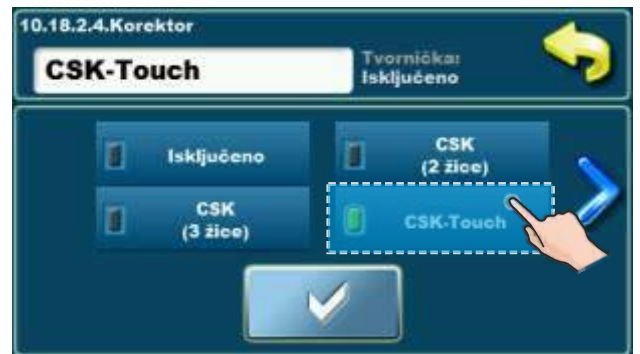 10.18.2.4.Korektor
CSK-Touch
Tvornička:
Isključeno
Isključeno
CSK
(2 žice)
CSK
(3 žice)
CSK-Touch